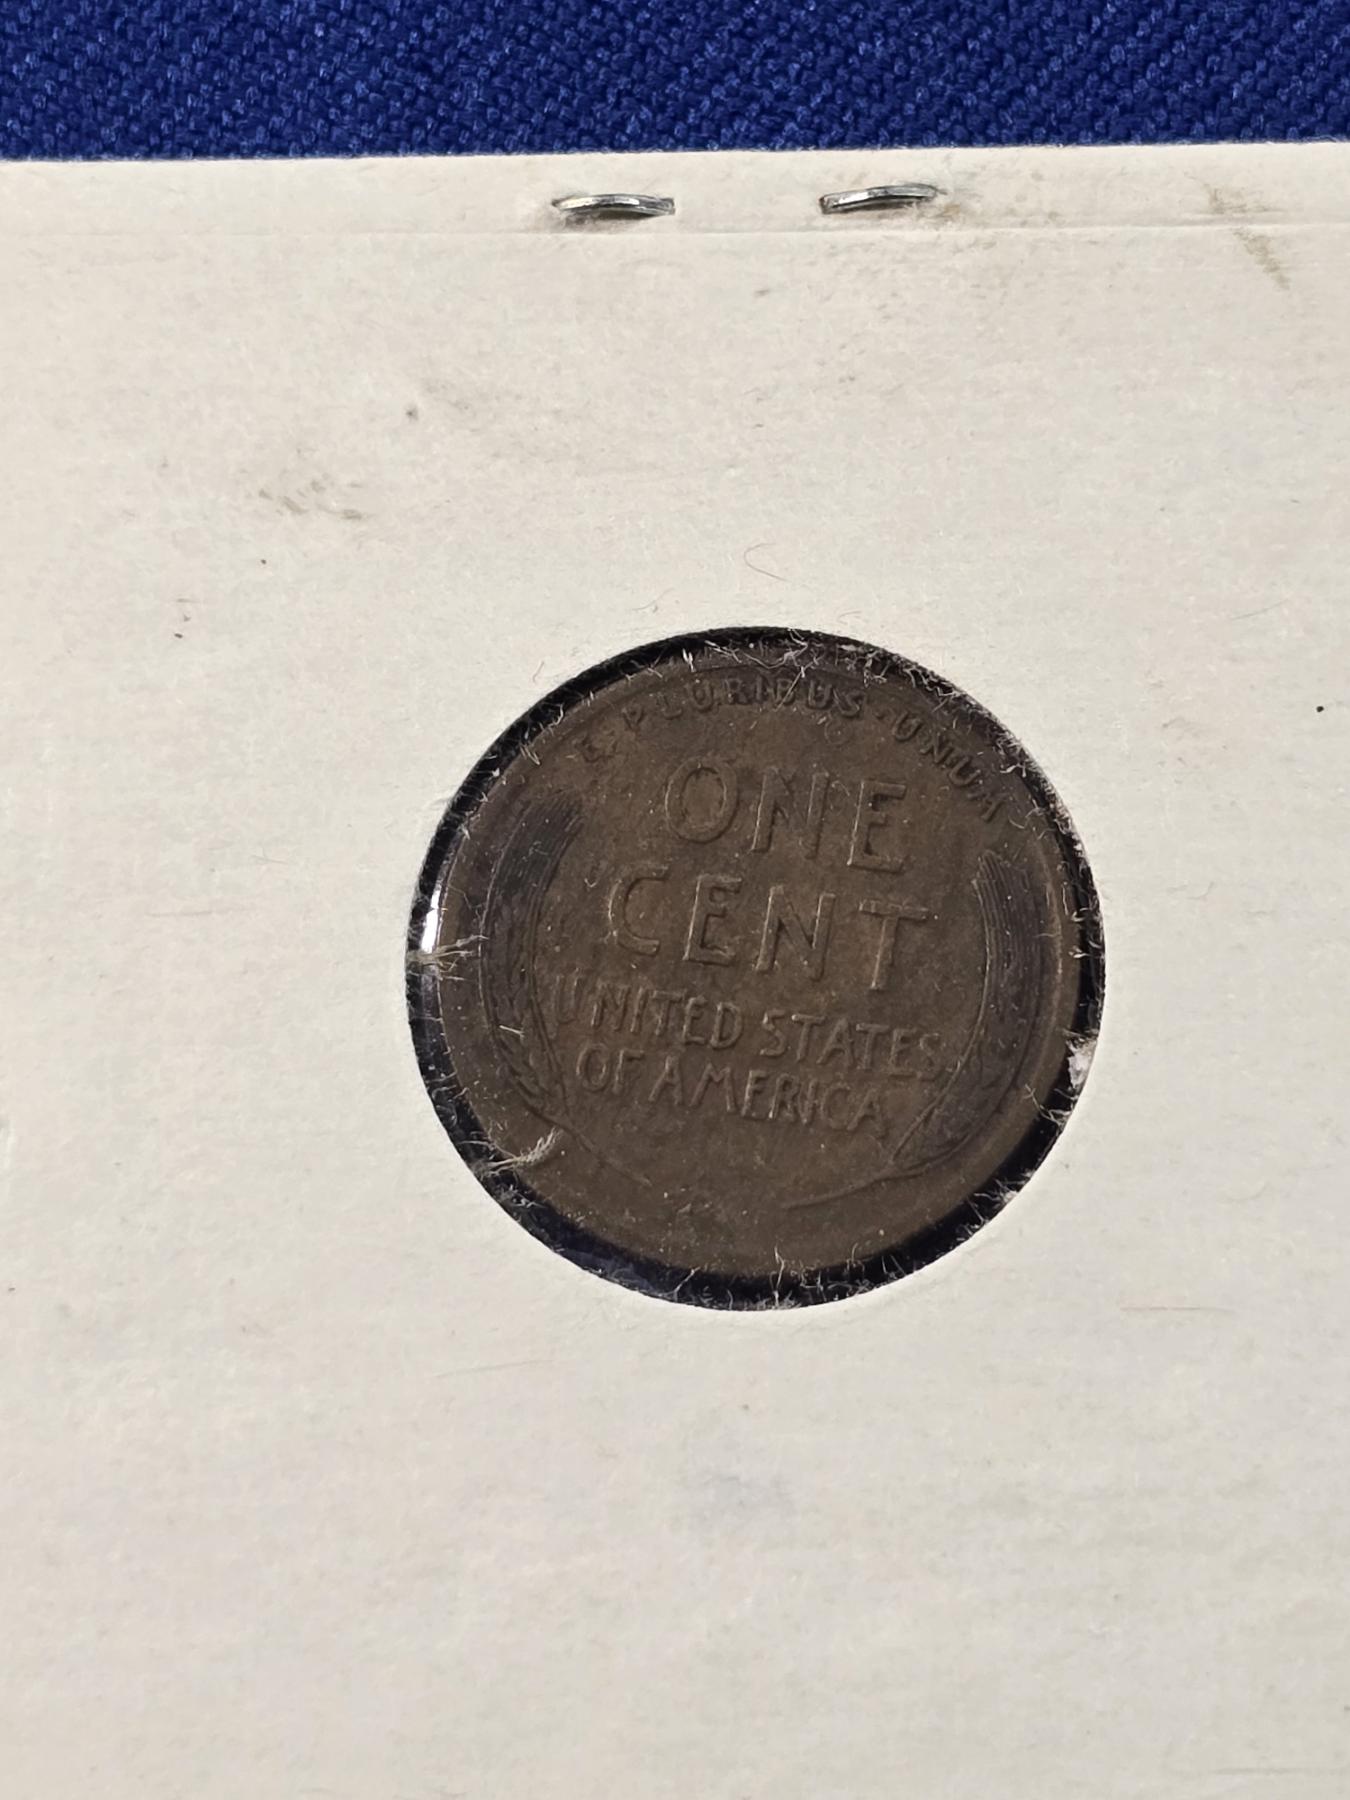 E · PLURIBUS · UNUM
ONE
CENT
UNITED STATES
OF AMERICA